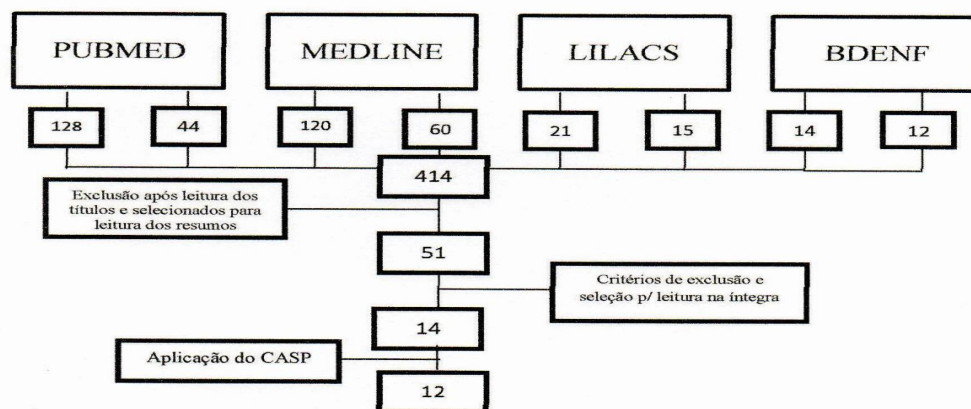 PUBMED
MEDLINE
LILACS
BDENF
128
44
120
60
21
15
14
12
414
Exclusão após leitura dos
títulos e selecionados para
leitura dos resumos
51
Critérios de exclusão e
seleção p/ leitura na íntegra
14
Aplicação do CASP
12